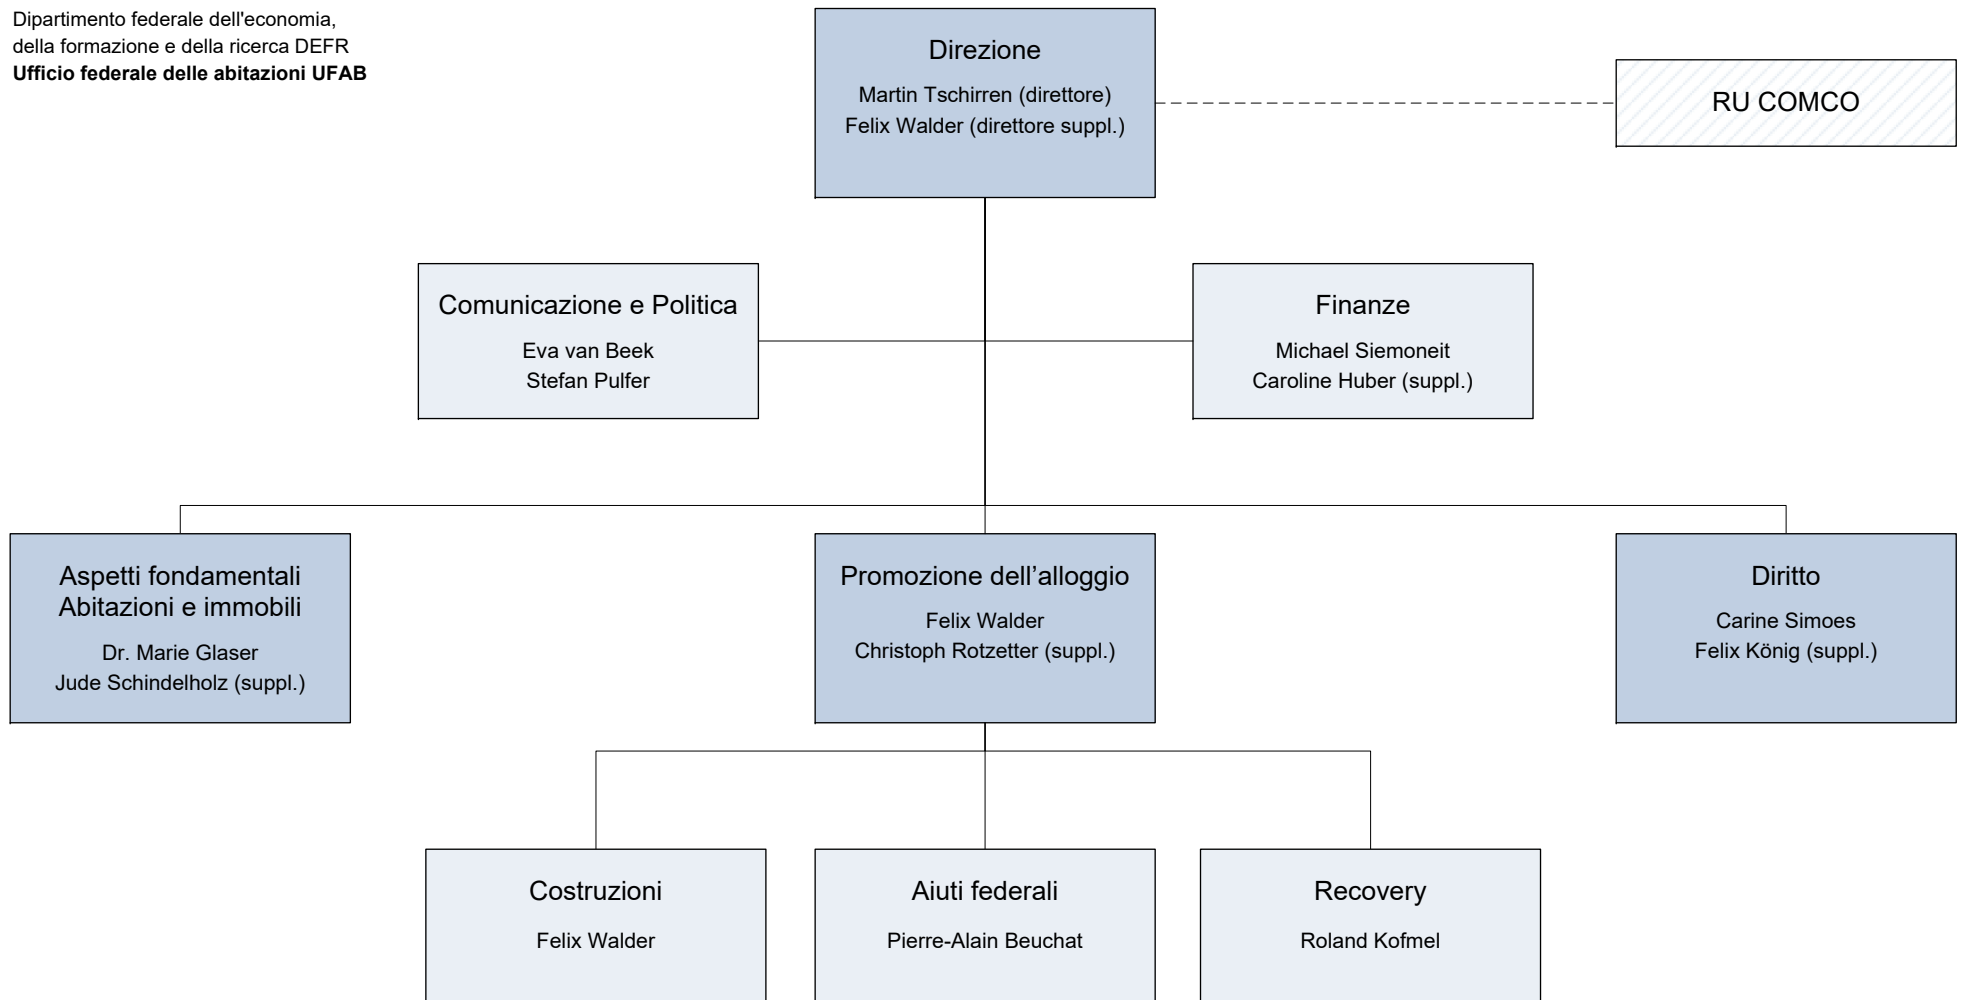 Dipartimento federale dell'economia,
della formazione e della ricerca DEFR
Ufficio federale delle abitazioni UFAB
Direzione
Martin Tschirren (direttore)
Felix Walder (direttore suppl.)
RU COMCO
Comunicazione e Politica
Eva van Beek
Stefan Pulfer
Finanze
Michael Siemoneit
Caroline Huber (suppl.)
Aspetti fondamentali
Abitazioni e immobili
Dr. Marie Glaser
Jude Schindelholz (suppl.)
Promozione dell’alloggio
Felix Walder
Christoph Rotzetter (suppl.)
Diritto
Carine Simoes
Felix König (suppl.)
Costruzioni
Felix Walder
Aiuti federali
Pierre-Alain Beuchat
Recovery
Roland Kofmel